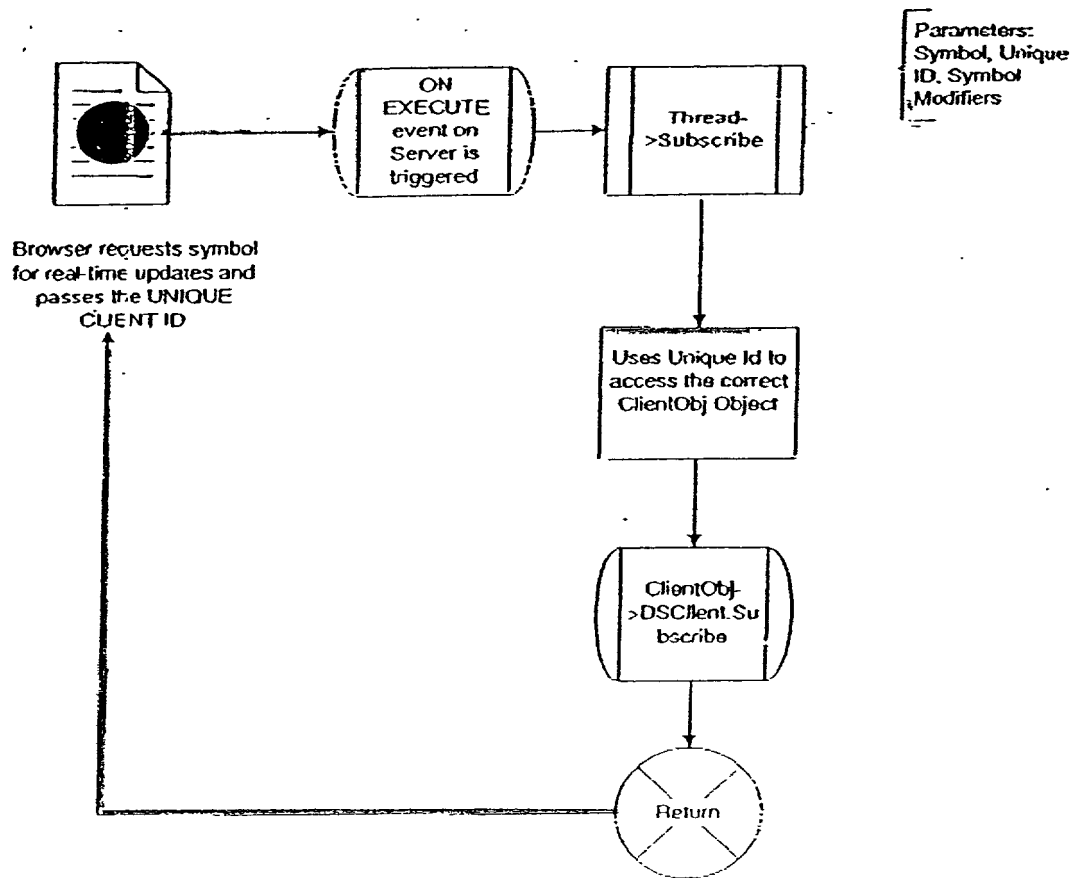 Parameters:
Symbol, Unique
ID, Symbol
Modifiers
ON
EXECUTE
event on
Server is
triggered
Thread-
>Subscribe
Browser requests symbol
for real-time updates and
passes the UNIQUE
CLIENT ID
Uses Unique Id to
access the correct
ClientObj Object
ClientObj-
>DSClient.Su
bscribe
Return